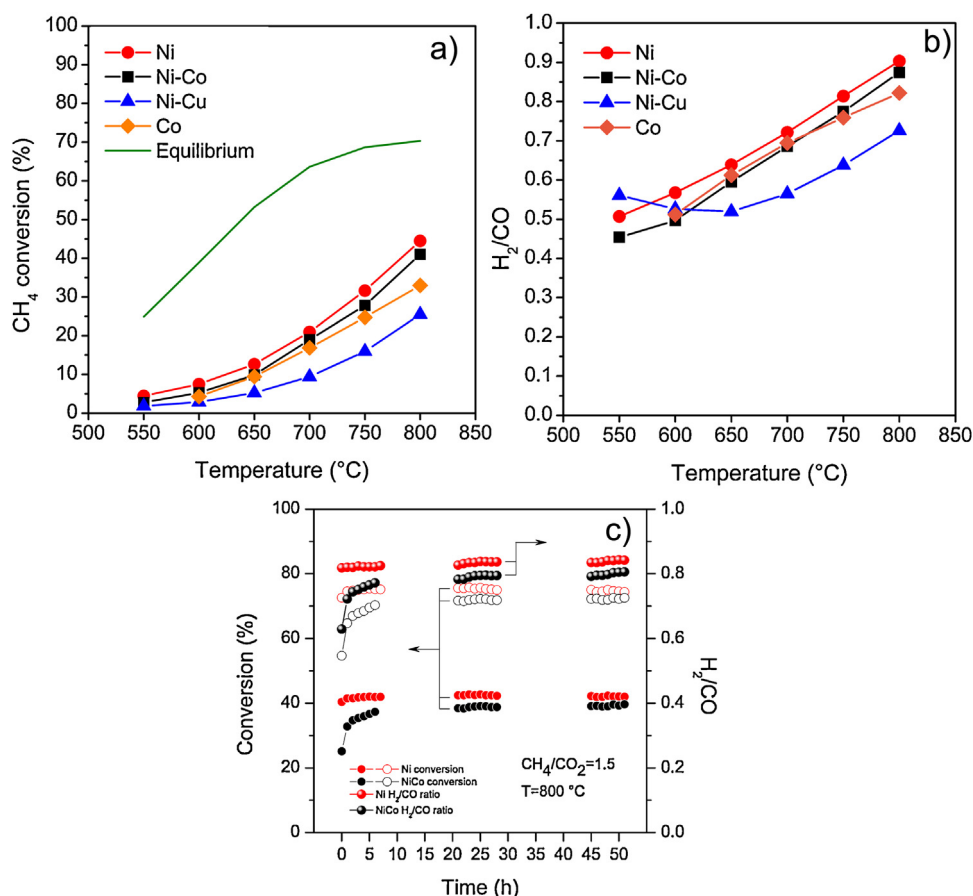 a)
100
90
80
70
60
50
40
30
20
10
0
CH₄ conversion (%)
Ni
Ni-Co
Ni-Cu
Co
Equilibrium
500 550 600 650 700 750 800 850
Temperature (°C)
b)
1.0
0.9
0.8
0.7
0.6
0.5
0.4
0.3
0.2
0.1
0.0
H₂/CO
Ni
Ni-Co
Ni-Cu
Co
500 550 600 650 700 750 800 850
Temperature (°C)
c)
100
80
60
40
20
0
Conversion (%)
1.0
0.8
0.6
0.4
0.2
0.0
H₂/CO
Ni conversion
NiCo conversion
Ni H₂/CO ratio
NiCo H₂/CO ratio
CH₄/CO₂=1.5
T=800 °C
0 5 10 15 20 25 30 35 40 45 50
Time (h)